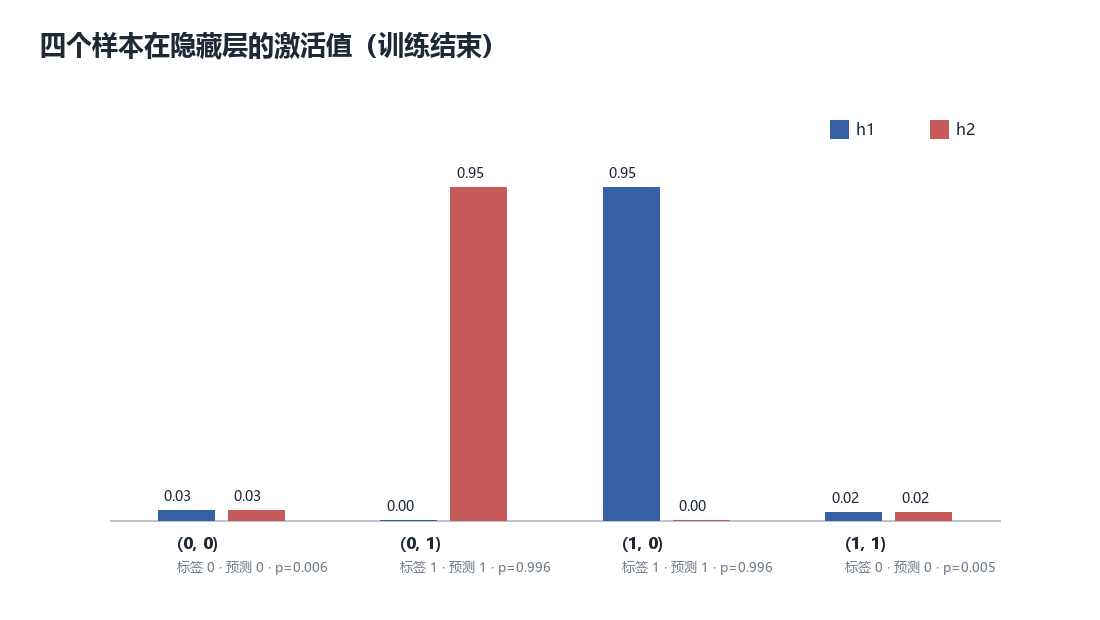 四个样本在隐藏层的激活值（训练结束）
h1 h2
0.95 0.95
0.03 0.03 0.00 0.00 0.02 0.02
(0, 0) (0, 1) (1, 0) (1, 1)
标签 0 · 预测 0 · p=0.006 标签 1 · 预测 1 · p=0.996 标签 1 · 预测 1 · p=0.996 标签 0 · 预测 0 · p=0.005